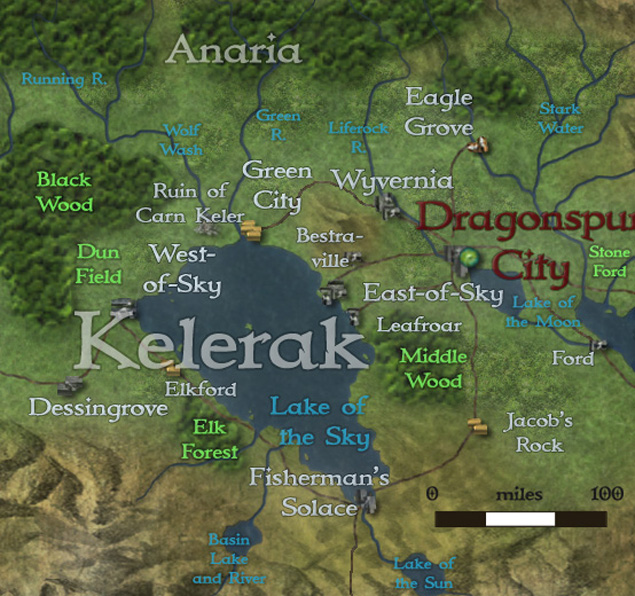 Anaria
Running R.
Eagle
Grove
Stark
Water
Green
R.
Liferock
R.
Wolf
Wash
Green
City
Wyvernia
Black
Wood
Ruin of
Carn Keler
Dragonspur
City
Bestra-
ville
West-
of-Sky
Dun
Field
Stone
Ford
East-of-Sky
Lake of
the Moon
Leafroar
Kelerak
Ford
Middle
Wood
Elkford
Dessingrove
Lake of
the Sky
Elk
Forest
Jacob's
Rock
Fisherman's
Solace
0 miles 100
Basin
Lake
and River
Lake of
the Sun